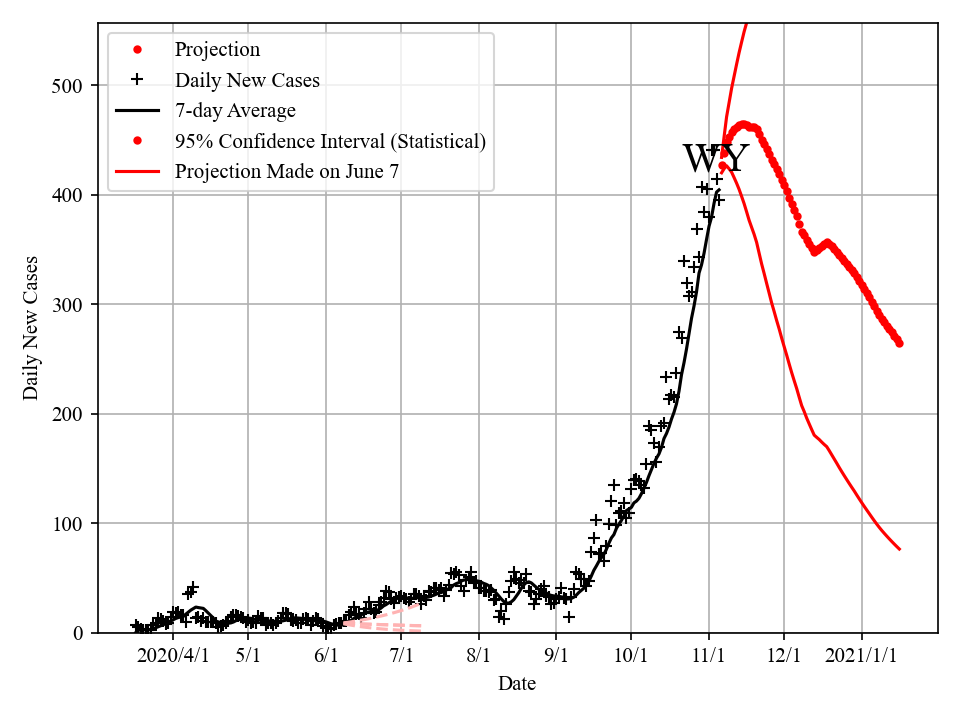 500
400
300
200
100
0
Daily New Cases
Projection
Daily New Cases
7-day Average
95% Confidence Interval (Statistical)
Projection Made on June 7
WY
2020/4/1 5/1 6/1 7/1 8/1 9/1 10/1 11/1 12/1 2021/1/1
Date